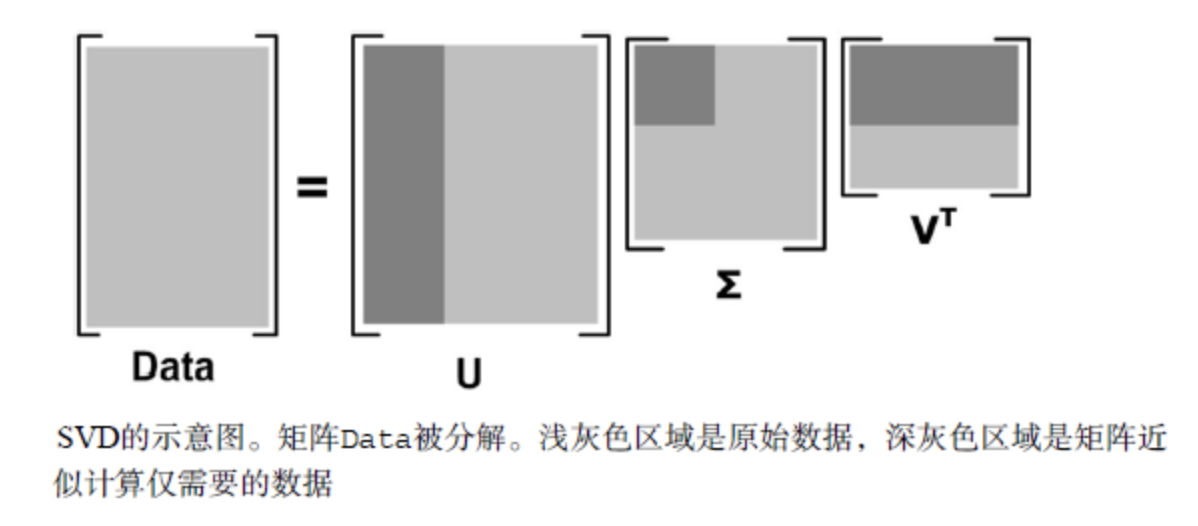 =
V^T
Σ
Data
U
SVD的示意图。矩阵Data被分解。浅灰色区域是原始数据，深灰色区域是矩阵近
似计算仅需要的数据